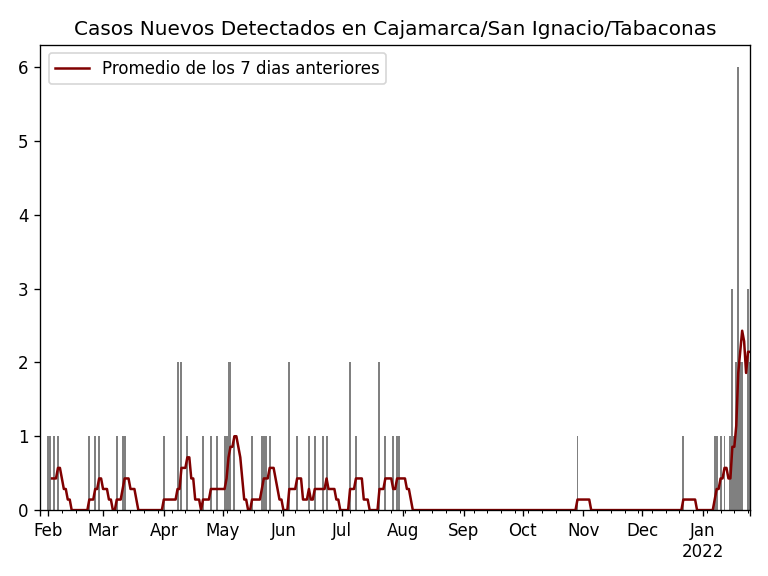 Casos Nuevos Detectados en Cajamarca/San Ignacio/Tabaconas
Promedio de los 7 dias anteriores
6
5
4
3
2
1
0
Feb Mar Apr May Jun Jul Aug Sep Oct Nov Dec Jan
2022